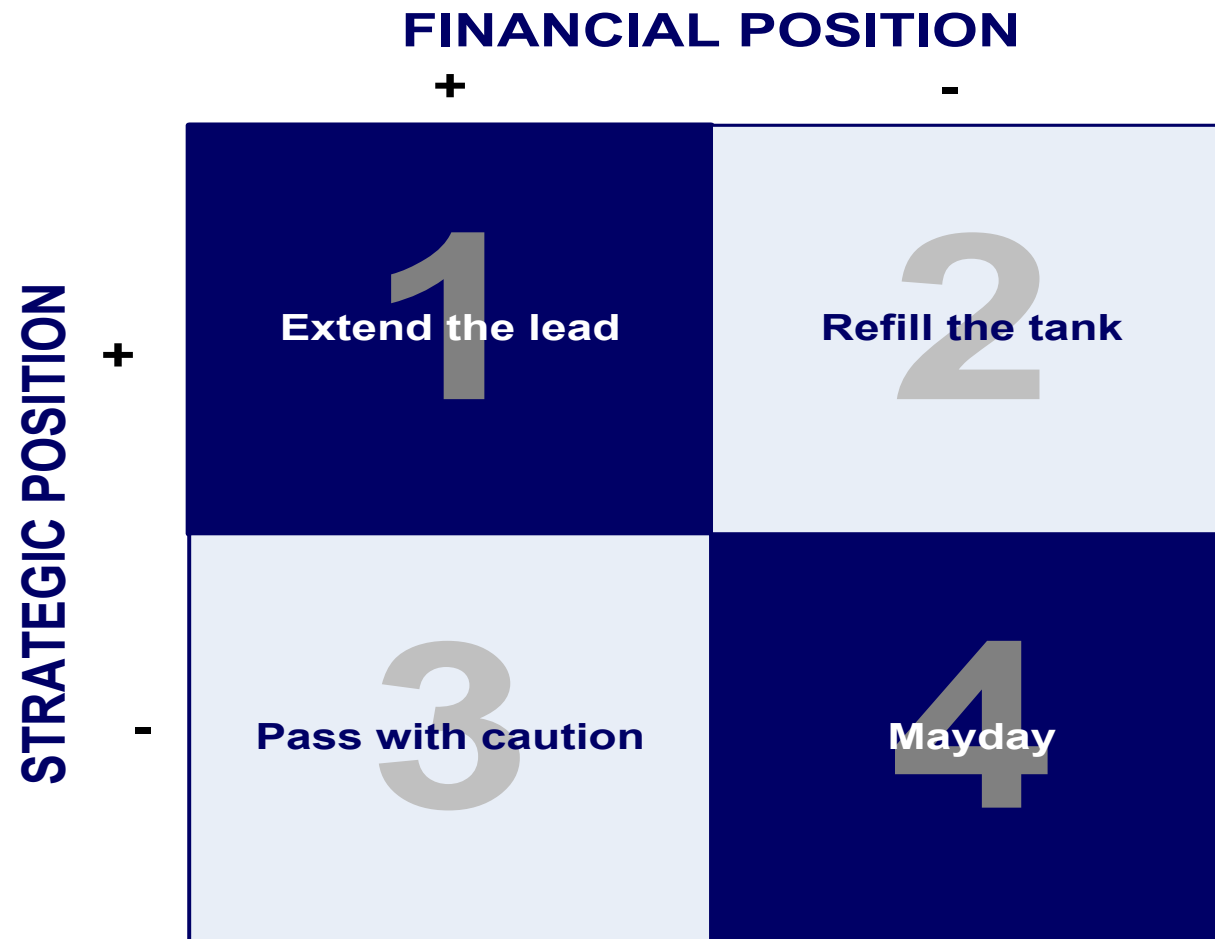 FINANCIAL POSITION
+ -
STRATEGIC POSITION
+
1
Extend the lead
2
Refill the tank
-
3
Pass with caution
4
Mayday